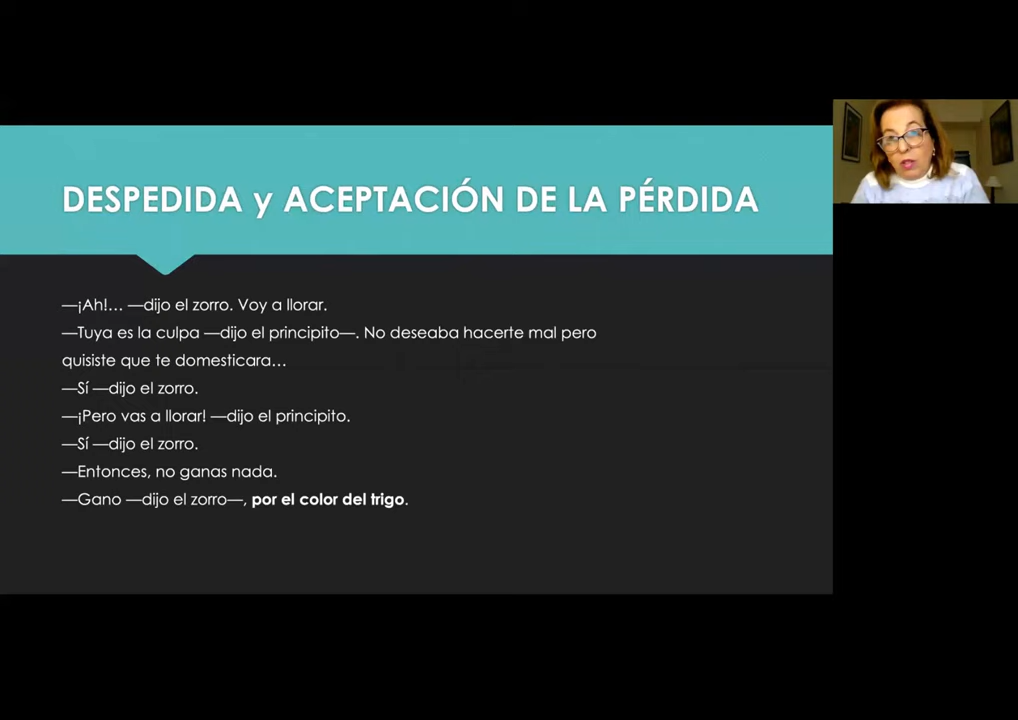 DESPEDIDA y ACEPTACIÓN DE LA PÉRDIDA
—¡Ah!… —dijo el zorro. Voy a llorar.
—Tuya es la culpa —dijo el principito—. No deseaba hacerte mal pero
quisiste que te domesticara…
—Sí —dijo el zorro.
—¡Pero vas a llorar! —dijo el principito.
—Sí —dijo el zorro.
—Entonces, no ganas nada.
—Gano —dijo el zorro—, por el color del trigo.